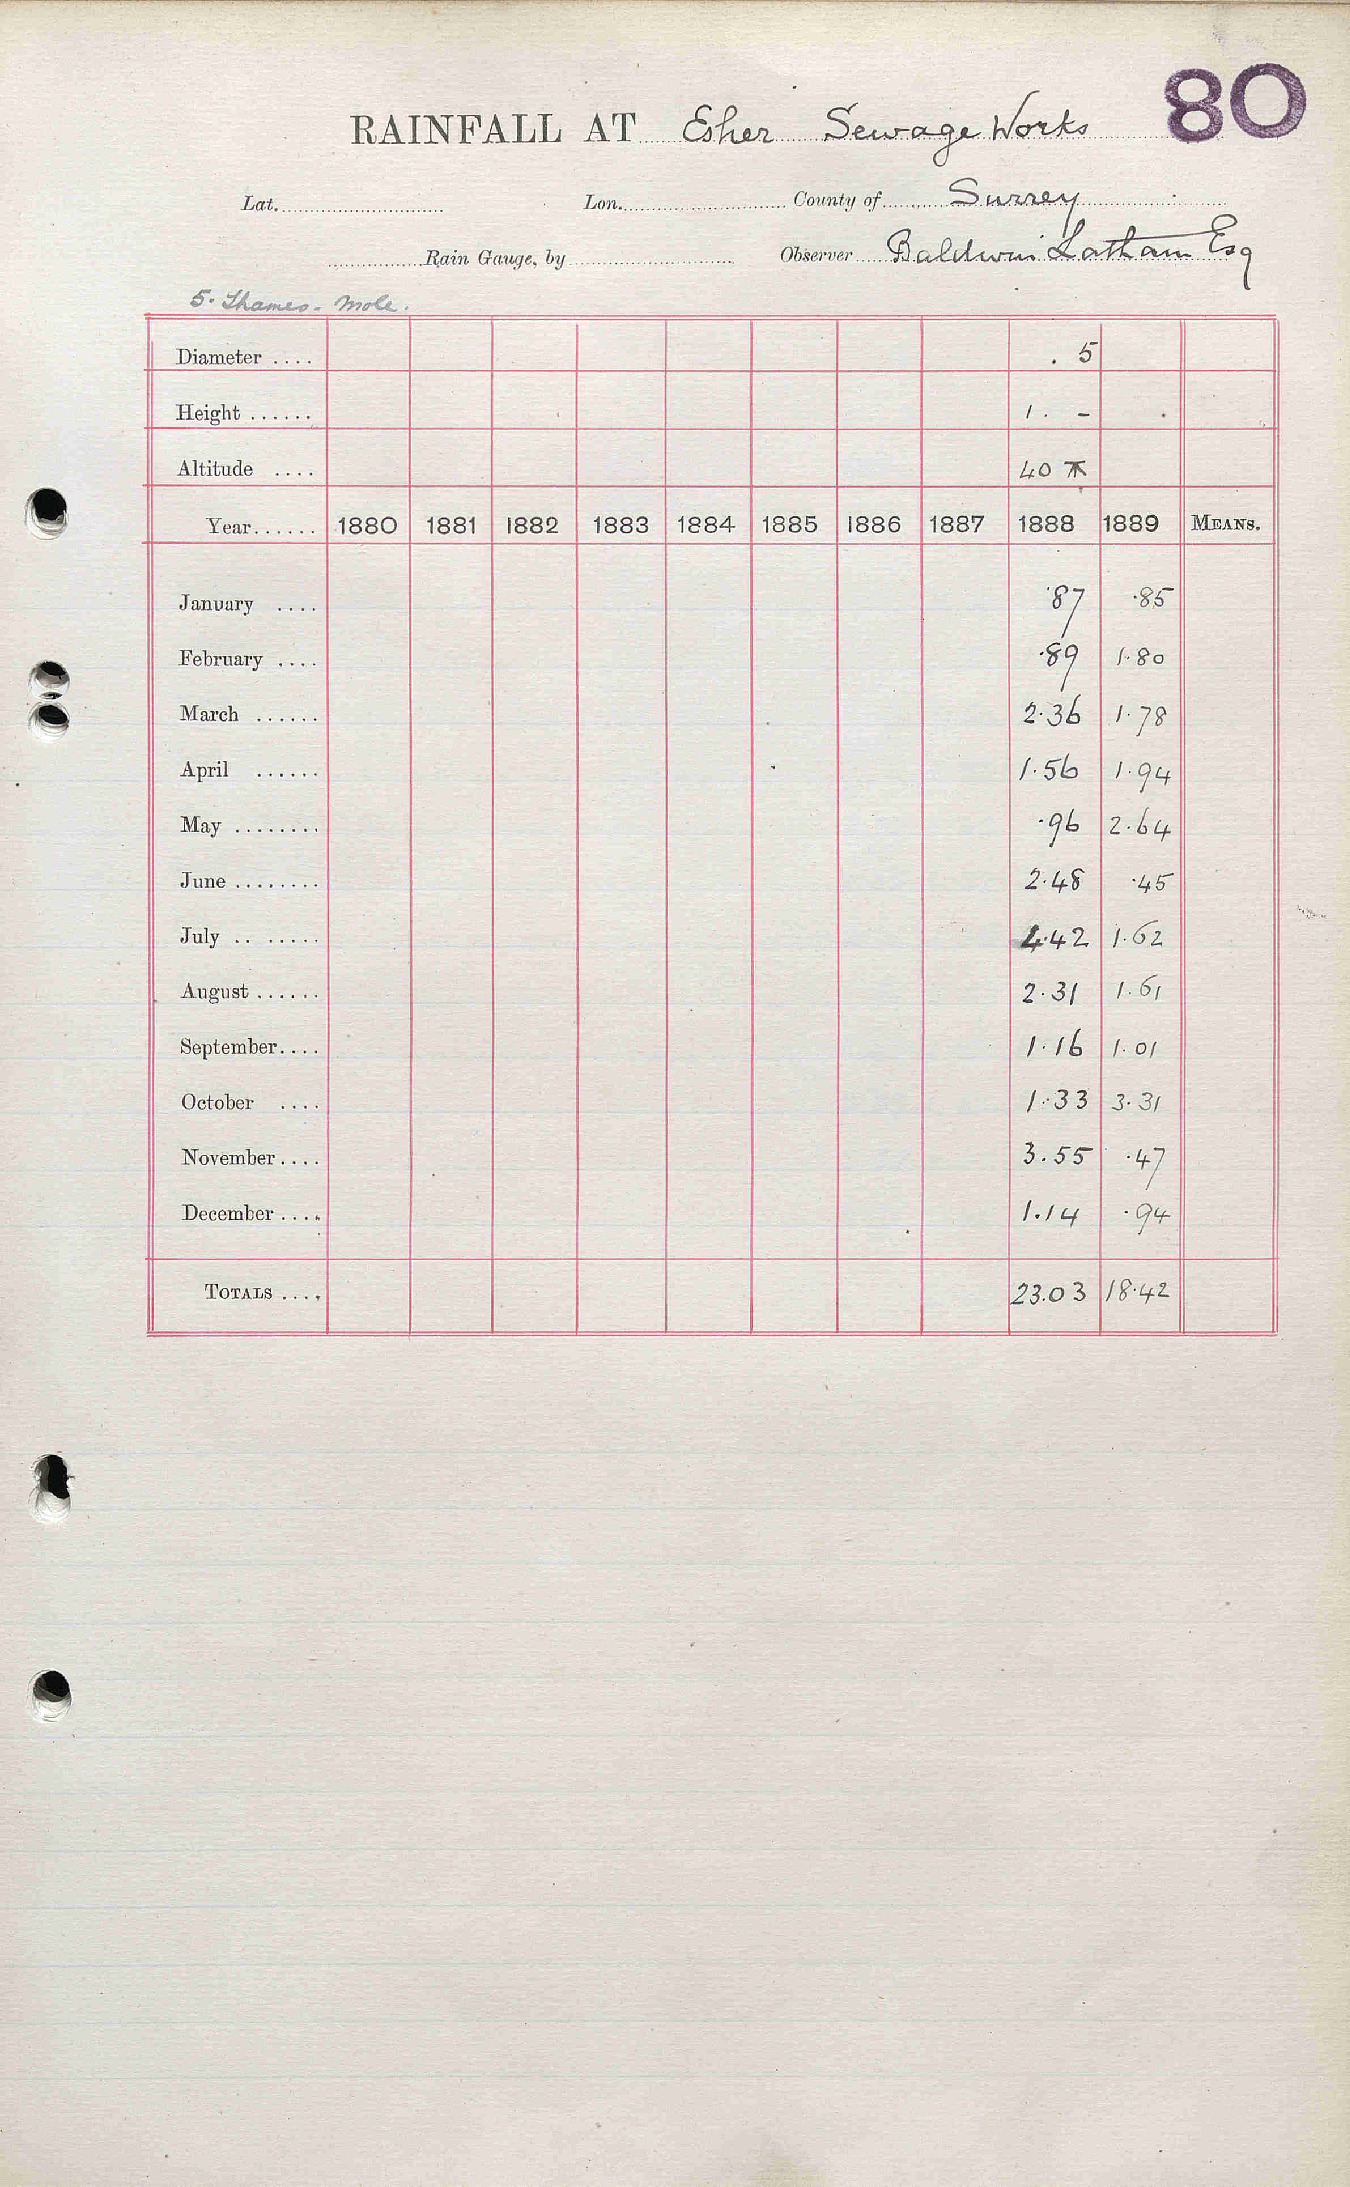 80
RAINFALL AT Esher Sewage Works
Lat. Lon. County of Surrey
Rain Gauge, by Observer Baldwin Latham Esq
5. Thames - Mole.
Diameter .... . 5
Height ...... 1. -
Altitude .... 40
Year...... 1880 1881 1882 1883 1884 1885 1886 1887 1888 1889 MEANS.
January .... .87 .85
February .... .89 1.80
March ...... 2.36 1.78
April ...... 1.56 1.94
May ........ .96 2.64
June ........ 2.48 .45
July .. ..... 4.42 1.62
August ...... 2.31 1.61
September.... 1.16 1.01
October .... 1.33 3.31
November.... 3.55 .47
December .... 1.14 .94
TOTALS .... 23.03 18.42